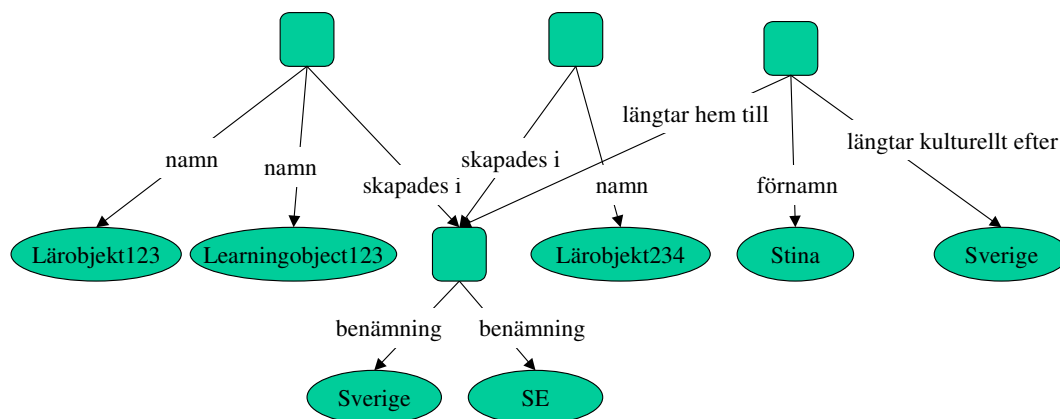 längtar hem till
längtar kulturellt efter
namn
namn
skapades i
skapades i
namn
förnamn
Lärobjekt123
Learningobject123
Lärobjekt234
Stina
Sverige
benämning
benämning
Sverige
SE